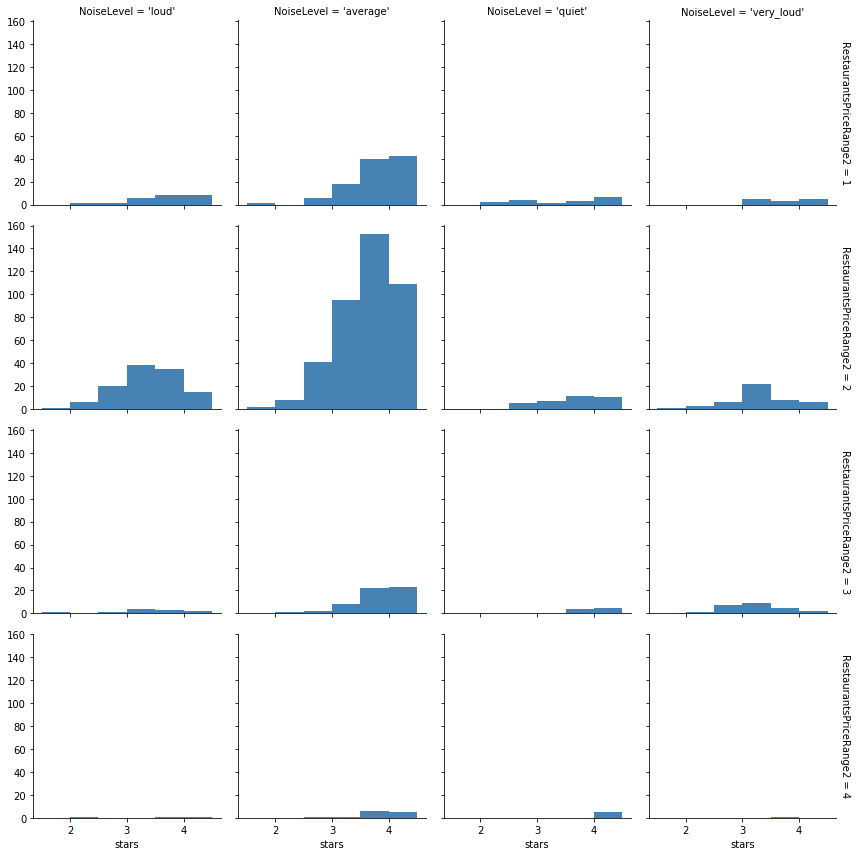 NoiseLevel = 'loud'
NoiseLevel = 'average'
NoiseLevel = 'quiet'
NoiseLevel = 'very_loud'
160
140
120
100
80
60
40
20
0
RestaurantsPriceRange2 = 1
160
140
120
100
80
60
40
20
0
RestaurantsPriceRange2 = 2
160
140
120
100
80
60
40
20
0
RestaurantsPriceRange2 = 3
160
140
120
100
80
60
40
20
0
RestaurantsPriceRange2 = 4
2 3 4
stars
2 3 4
stars
2 3 4
stars
2 3 4
stars